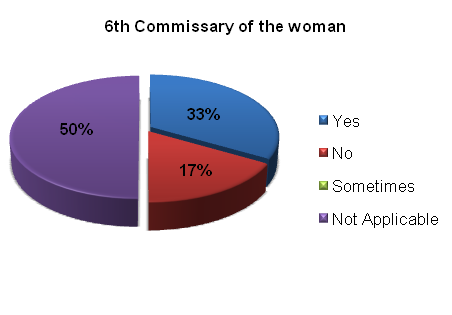 6th Commissary of the woman
33%
50%
17%
Yes
No
Sometimes
Not Applicable